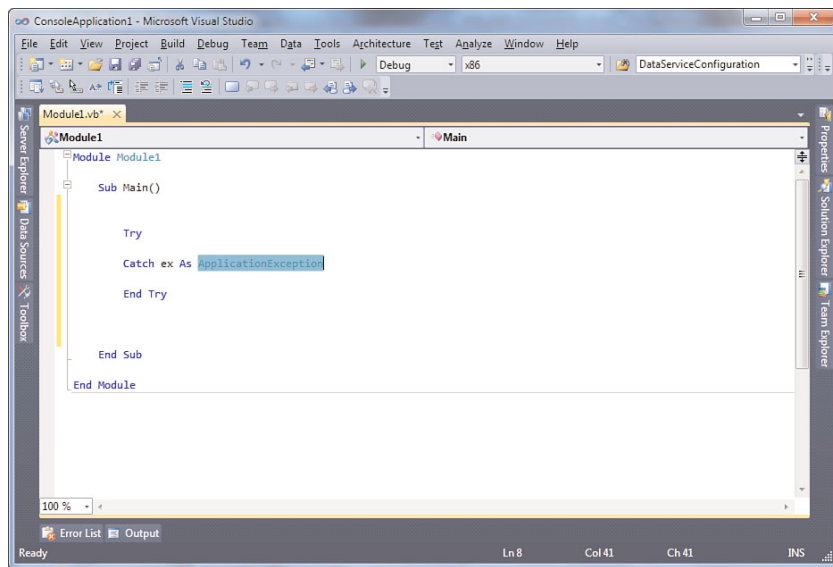 ConsoleApplication1 - Microsoft Visual Studio
File Edit View Project Build Debug Team Data Tools Architecture Test Analyze Window Help
Debug x86 DataServiceConfiguration
Module1.vb*
Module1 Main
Module Module1
Sub Main()
Try
Catch ex As ApplicationException
End Try
End Sub
End Module
100 %
Server Explorer
Data Sources
Toolbox
Properties
Solution Explorer
Team Explorer
Error List Output
Ready Ln 8 Col 41 Ch 41 INS